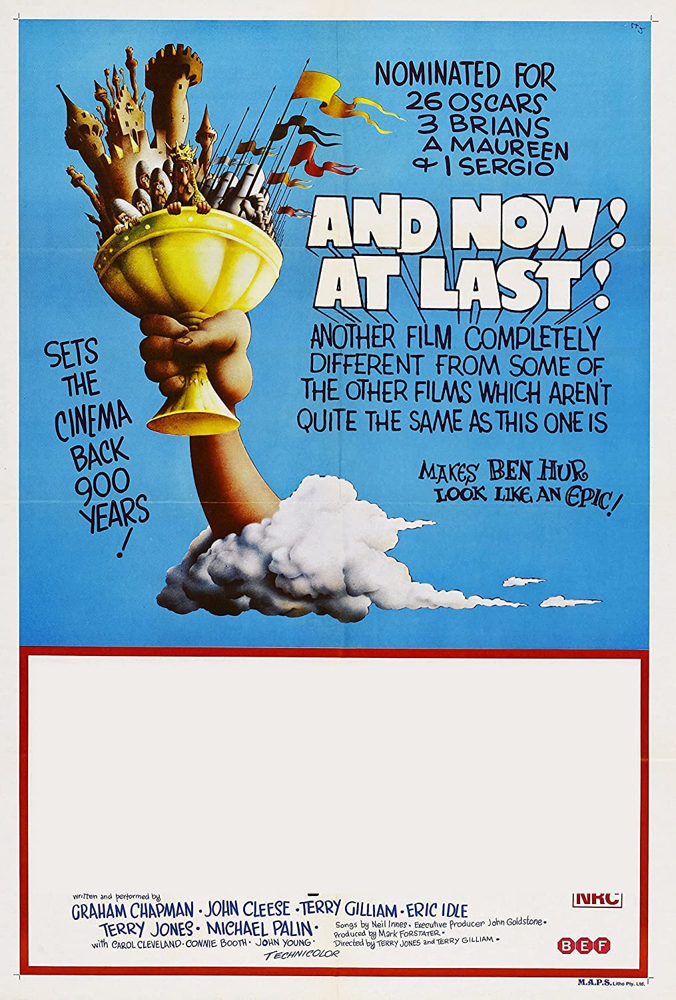 NOMINATED FOR
26 OSCARS
3 BRIANS
A MAUREEN
& 1 SERGIO
AND NOW!
AT LAST!
ANOTHER FILM COMPLETELY
DIFFERENT FROM SOME OF
THE OTHER FILMS WHICH AREN'T
QUITE THE SAME AS THIS ONE IS
MAKES BEN HUR
LOOK LIKE AN EPIC!
SETS
THE
CINEMA
BACK
900
YEARS
!
written and performed by
GRAHAM CHAPMAN · JOHN CLEESE · TERRY GILLIAM · ERIC IDLE
TERRY JONES · MICHAEL PALIN ·
with CAROL CLEVELAND · CONNIE BOOTH · JOHN YOUNG ·
TECHNICOLOR
Songs by Neil Innes · Executive Producer John Goldstone ·
Produced by Mark FORSTATER ·
Directed by TERRY JONES and TERRY GILLIAM ·
NRC
BEF
M.A.P.S. Litho Pty. Ltd.